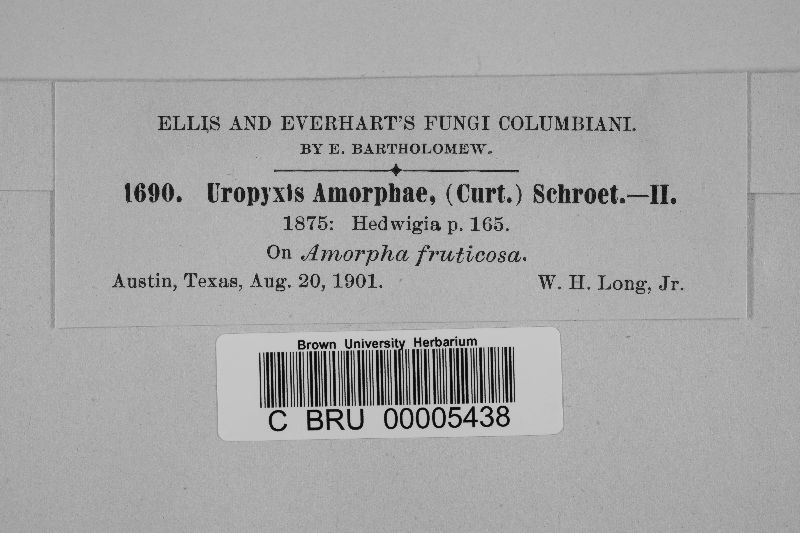 ELLIS AND EVERHART'S FUNGI COLUMBIANI.
BY E. BARTHOLOMEW.
1690. Uropyxis Amorphae, (Curt.) Schroet.—II.
1875: Hedwigia p. 165.
On Amorpha fruticosa.
Austin, Texas, Aug. 20, 1901. W. H. Long, Jr.
Brown University Herbarium
C BRU 00005438